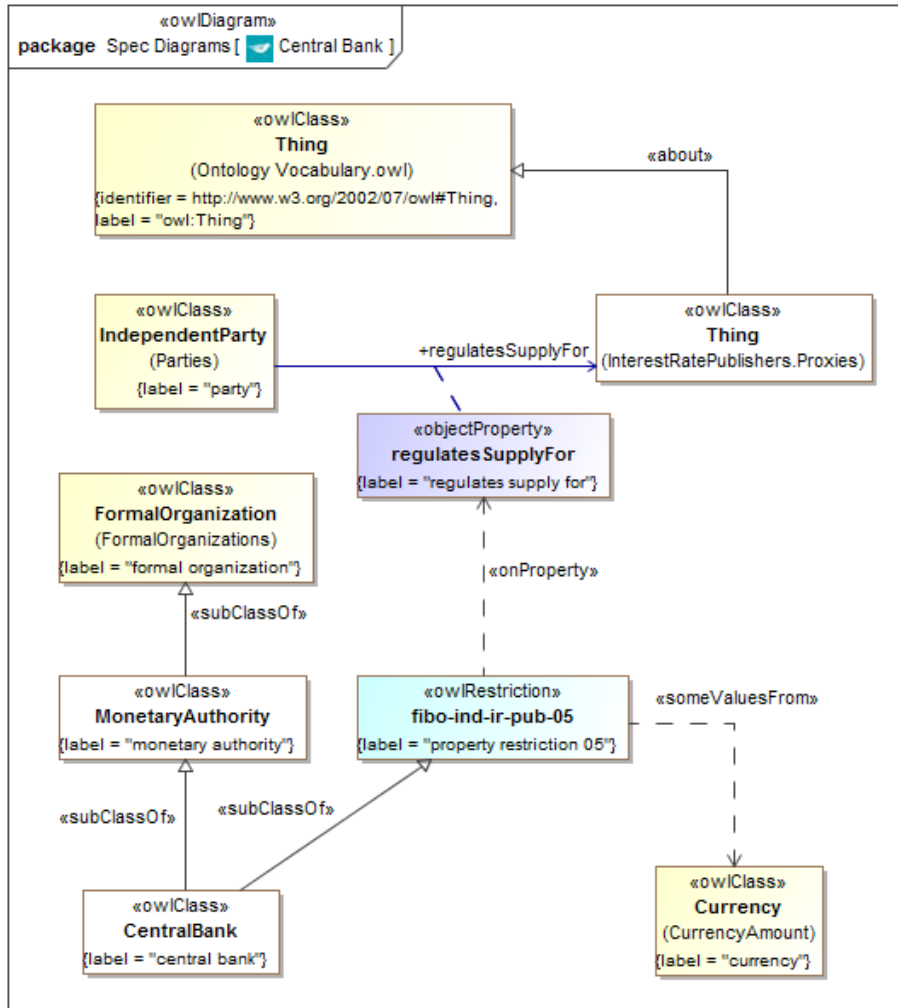 «owlDiagram»
package Spec Diagrams [ Central Bank ]
«owlClass»
Thing
(Ontology Vocabulary.owl)
{identifier = http://www.w3.org/2002/07/owl#Thing,
label = "owl:Thing"}
«about»
«owlClass»
IndependentParty
(Parties)
{label = "party"}
+regulatesSupplyFor
«owlClass»
Thing
(InterestRatePublishers.Proxies)
«objectProperty»
regulatesSupplyFor
{label = "regulates supply for"}
«owlClass»
FormalOrganization
(FormalOrganizations)
{label = "formal organization"}
«onProperty»
«subClassOf»
«owlClass»
MonetaryAuthority
{label = "monetary authority"}
«owlRestriction»
fibo-ind-ir-pub-05
{label = "property restriction 05"}
«someValuesFrom»
«subClassOf»
«subClassOf»
«owlClass»
CentralBank
{label = "central bank"}
«owlClass»
Currency
(CurrencyAmount)
{label = "currency"}